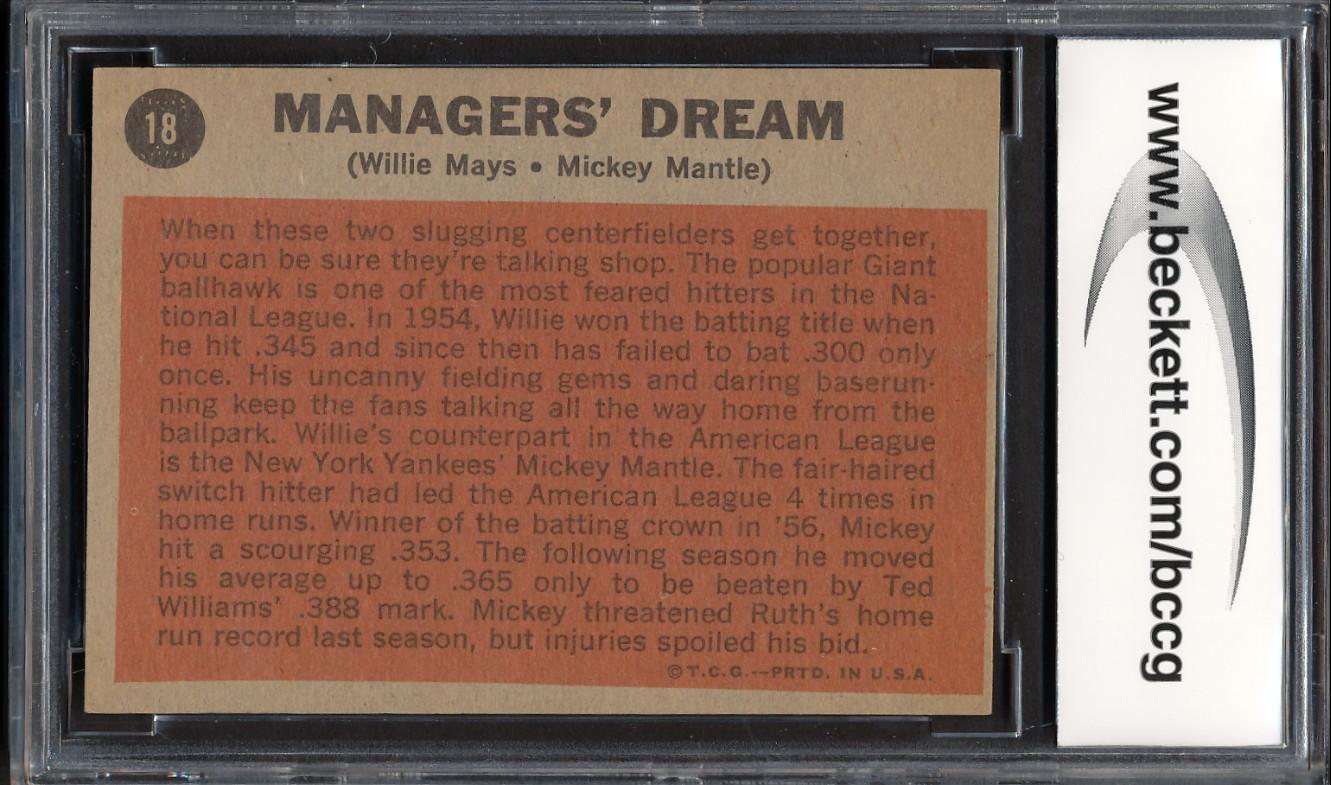 18
MANAGERS' DREAM
(Willie Mays • Mickey Mantle)
When these two slugging centerfielders get together,
you can be sure they're talking shop. The popular Giant
ballhawk is one of the most feared hitters in the Na-
tional League. In 1954, Willie won the batting title when
he hit .345 and since then has failed to bat .300 only
once. His uncanny fielding gems and daring baserun-
ning keep the fans talking all the way home from the
ballpark. Willie's counterpart in the American League
is the New York Yankees' Mickey Mantle. The fair-haired
switch hitter had led the American League 4 times in
home runs. Winner of the batting crown in '56, Mickey
hit a scourging .353. The following season he moved
his average up to .365 only to be beaten by Ted
Williams' .388 mark. Mickey threatened Ruth's home
run record last season, but injuries spoiled his bid.
© T.C.G.--PRTD. IN U.S.A.
www.beckett.com/bccg